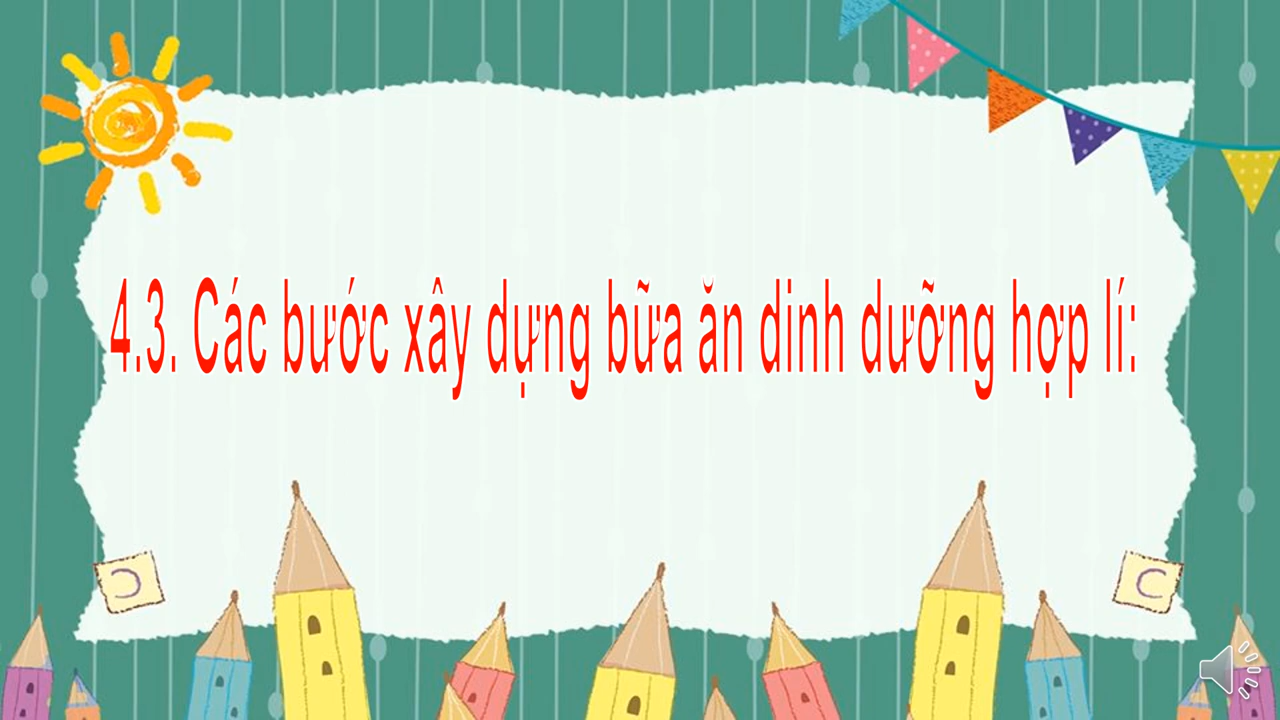 4.3. Các bước xây dựng bữa ăn dinh dưỡng hợp lí: